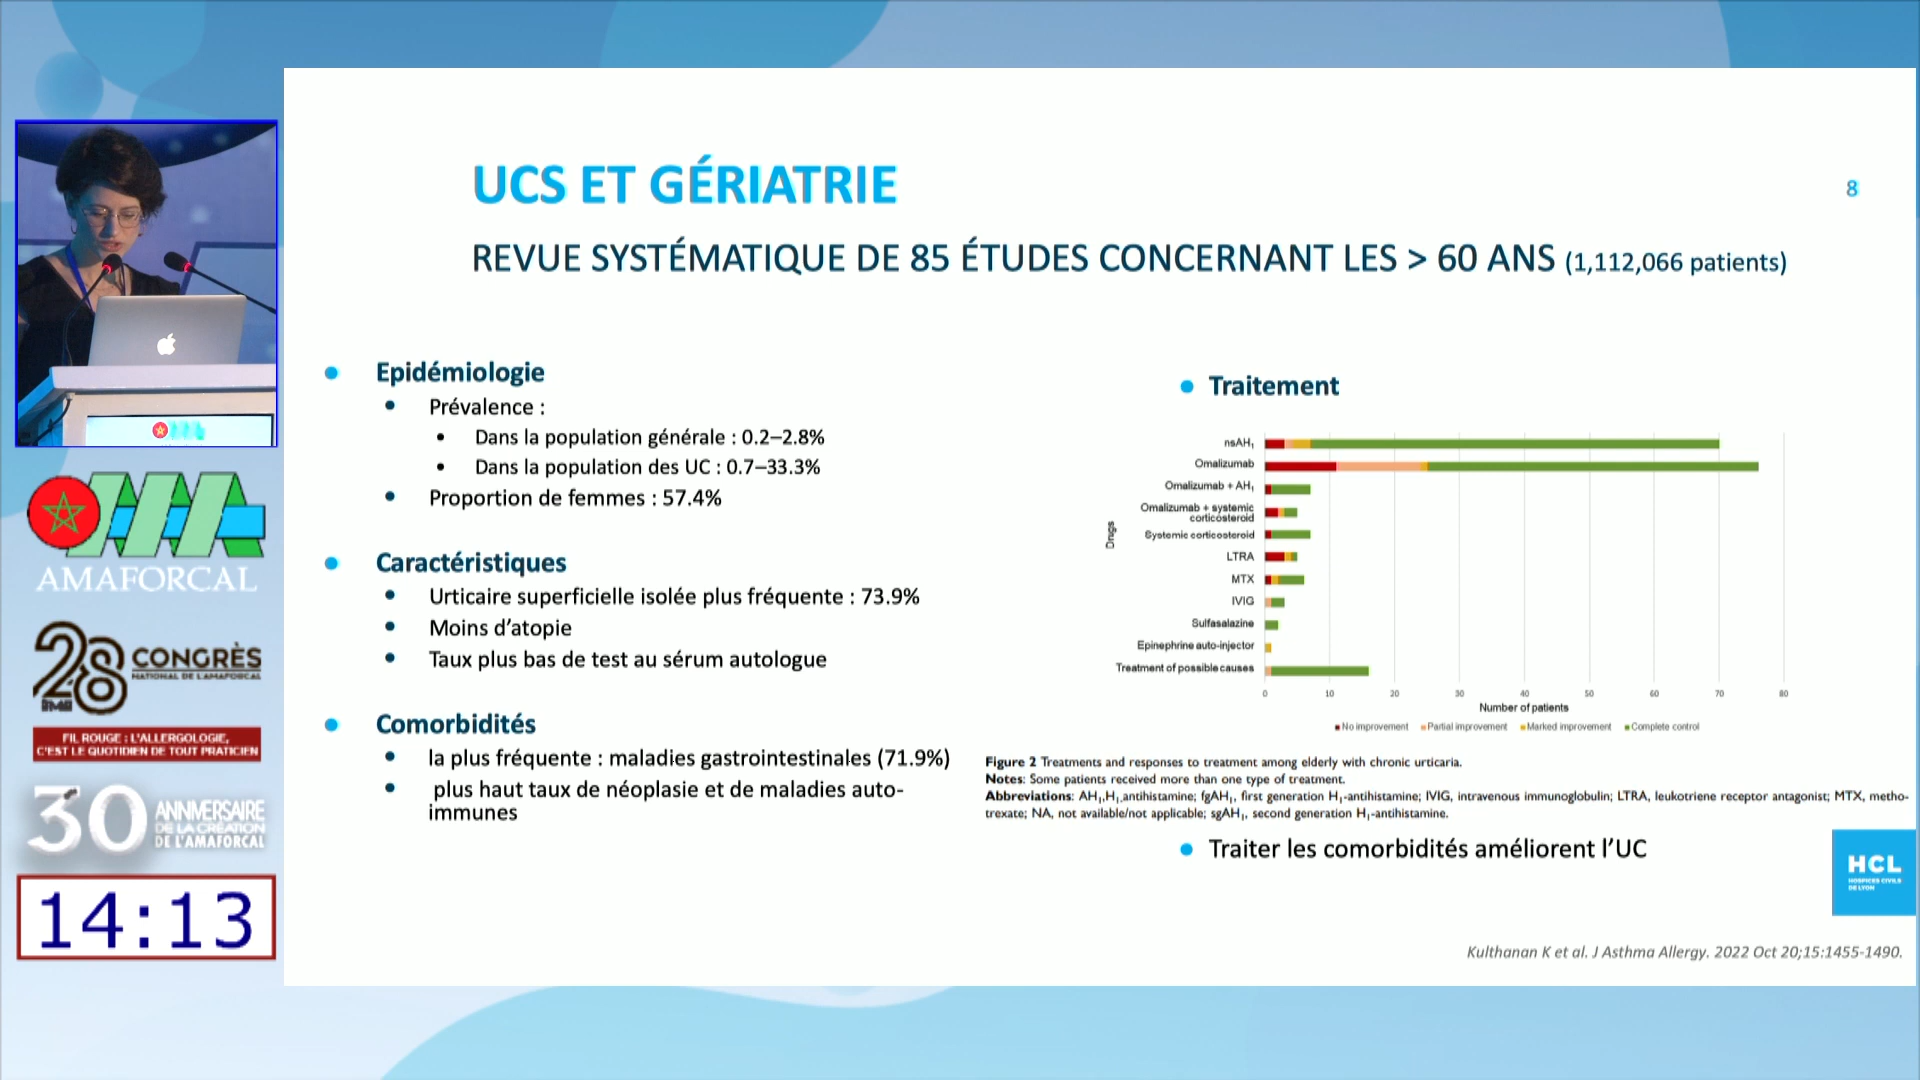 UCS ET GÉRIATRIE
8
REVUE SYSTÉMATIQUE DE 85 ÉTUDES CONCERNANT LES > 60 ANS (1,112,066 patients)
Epidémiologie
Prévalence :
Dans la population générale : 0.2–2.8%
Dans la population des UC : 0.7–33.3%
Proportion de femmes : 57.4%
Caractéristiques
Urticaire superficielle isolée plus fréquente : 73.9%
Moins d'atopie
Taux plus bas de test au sérum autologue
Comorbidités
la plus fréquente : maladies gastrointestinales (71.9%)
plus haut taux de néoplasie et de maladies auto-
immunes
Traitement
nsAH₁
Omalizumab
Omalizumab + AH₁
Omalizumab + systemic
corticosteroid
Systemic corticosteroid
LTRA
MTX
IVIG
Sulfasalazine
Epinephrine auto-injector
Treatment of possible causes
Drugs
0 10 20 30 40 50 60 70 80
Number of patients
No improvement Partial improvement Marked improvement Complete control
Figure 2 Treatments and responses to treatment among elderly with chronic urticaria.
Notes: Some patients received more than one type of treatment.
Abbreviations: AH₁,H₁,antihistamine; fgAH₁, first generation H₁-antihistamine; IVIG, intravenous immunoglobulin; LTRA, leukotriene receptor antagonist; MTX, metho-
trexate; NA, not available/not applicable; sgAH₁, second generation H₁-antihistamine.
Traiter les comorbidités améliorent l'UC
HCL
HOSPICES CIVILS
DE LYON
Kulthanan K et al. J Asthma Allergy. 2022 Oct 20;15:1455-1490.
AMAFORCAL
28
CONGRÈS
NATIONAL DE L'AMAFORCAL
FIL ROUGE : L'ALLERGOLOGIE,
C'EST LE QUOTIDIEN DE TOUT PRATICIEN
30
ANNIVERSAIRE
DE LA CRÉATION
DE L'AMAFORCAL
14:13